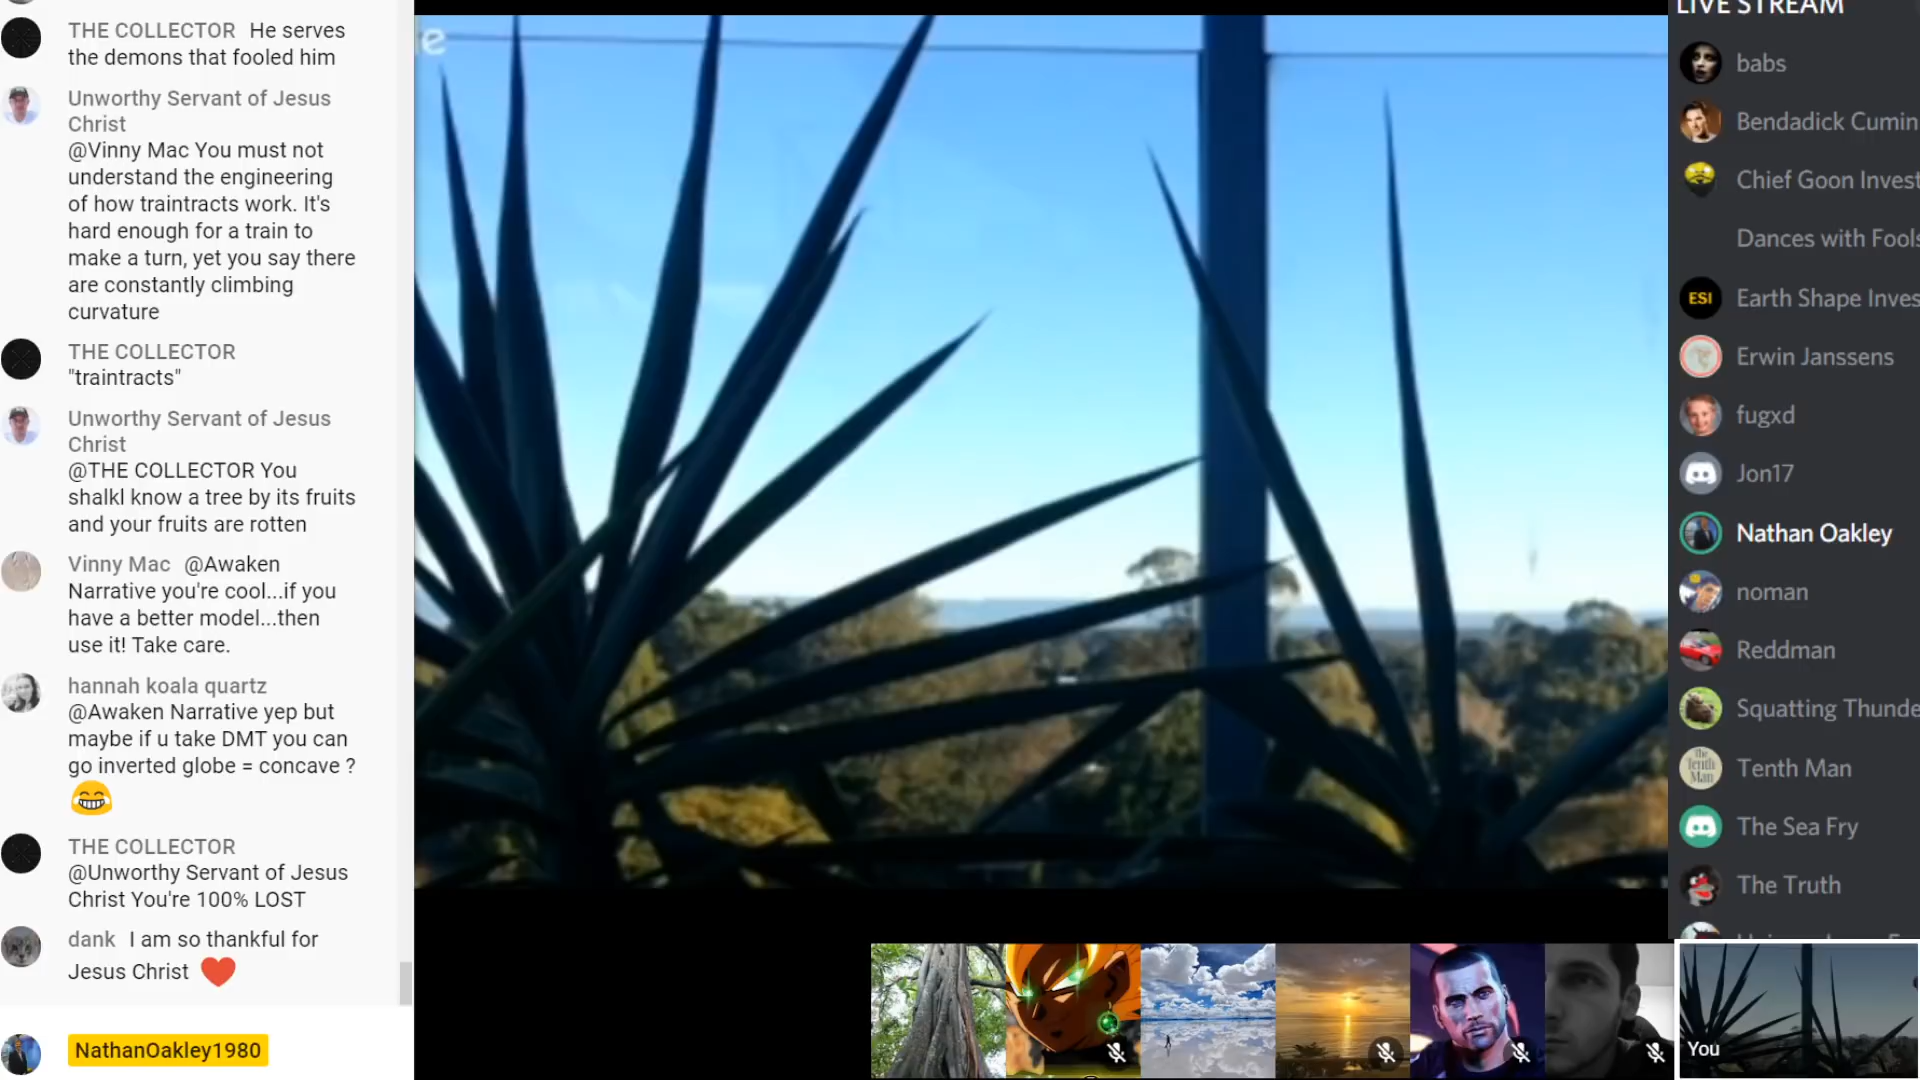 THE COLLECTOR He serves
the demons that fooled him
Unworthy Servant of Jesus
Christ
@Vinny Mac You must not
understand the engineering
of how traintracts work. It's
hard enough for a train to
make a turn, yet you say there
are constantly climbing
curvature
THE COLLECTOR
"traintracts"
Unworthy Servant of Jesus
Christ
@THE COLLECTOR You
shalkl know a tree by its fruits
and your fruits are rotten
Vinny Mac @Awaken
Narrative you're cool...if you
have a better model...then
use it! Take care.
hannah koala quartz
@Awaken Narrative yep but
maybe if u take DMT you can
go inverted globe = concave ?
THE COLLECTOR
@Unworthy Servant of Jesus
Christ You're 100% LOST
dank I am so thankful for
Jesus Christ
NathanOakley1980
e
LIVE STREAM
babs
Bendadick Cumin
Chief Goon Invest
Dances with Fools
ESI
Earth Shape Inves
Erwin Janssens
fugxd
Jon17
Nathan Oakley
noman
Reddman
Squatting Thunde
The
Tenth
Man
Tenth Man
The Sea Fry
The Truth
You